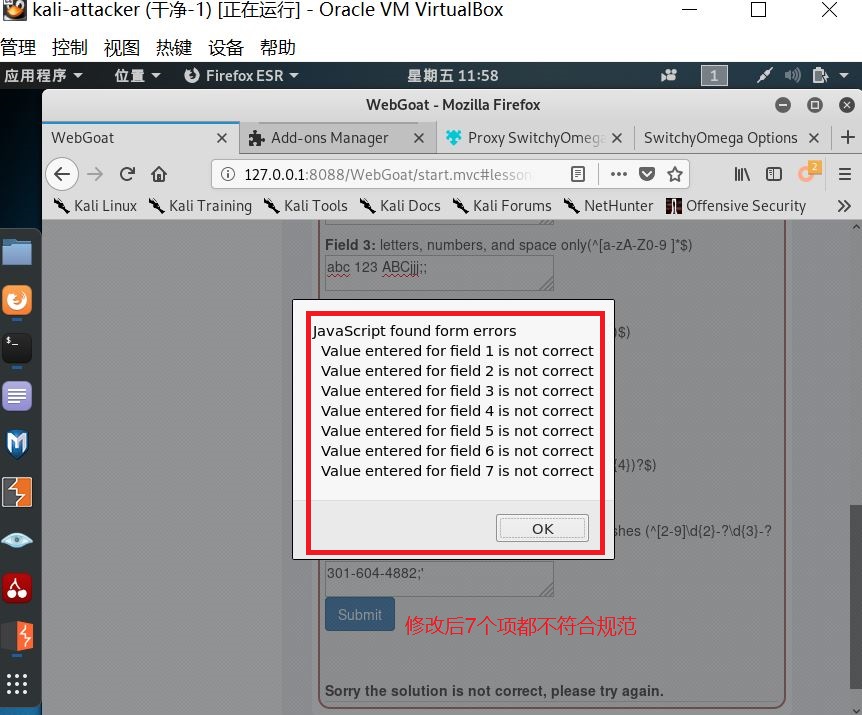 kali-attacker (干净-1) [正在运行] - Oracle VM VirtualBox
管理 控制 视图 热键 设备 帮助
应用程序 位置 Firefox ESR 星期五 11:58 1
WebGoat - Mozilla Firefox
WebGoat Add-ons Manager Proxy SwitchyOmega SwitchyOmega Options
127.0.0.1:8088/WebGoat/start.mvc#lesson 2
Kali Linux Kali Training Kali Tools Kali Docs Kali Forums NetHunter Offensive Security
Field 3: letters, numbers, and space only(^[a-zA-Z0-9 ]*$)
abc 123 ABCjjj;;
$)
JavaScript found form errors
Value entered for field 1 is not correct
Value entered for field 2 is not correct
Value entered for field 3 is not correct
Value entered for field 4 is not correct
Value entered for field 5 is not correct
Value entered for field 6 is not correct
Value entered for field 7 is not correct
{4})?$)
OK
shes (^[2-9]\d{2}-?\d{3}-?
301-604-4882;'
Submit
修改后7个项都不符合规范
Sorry the solution is not correct, please try again.